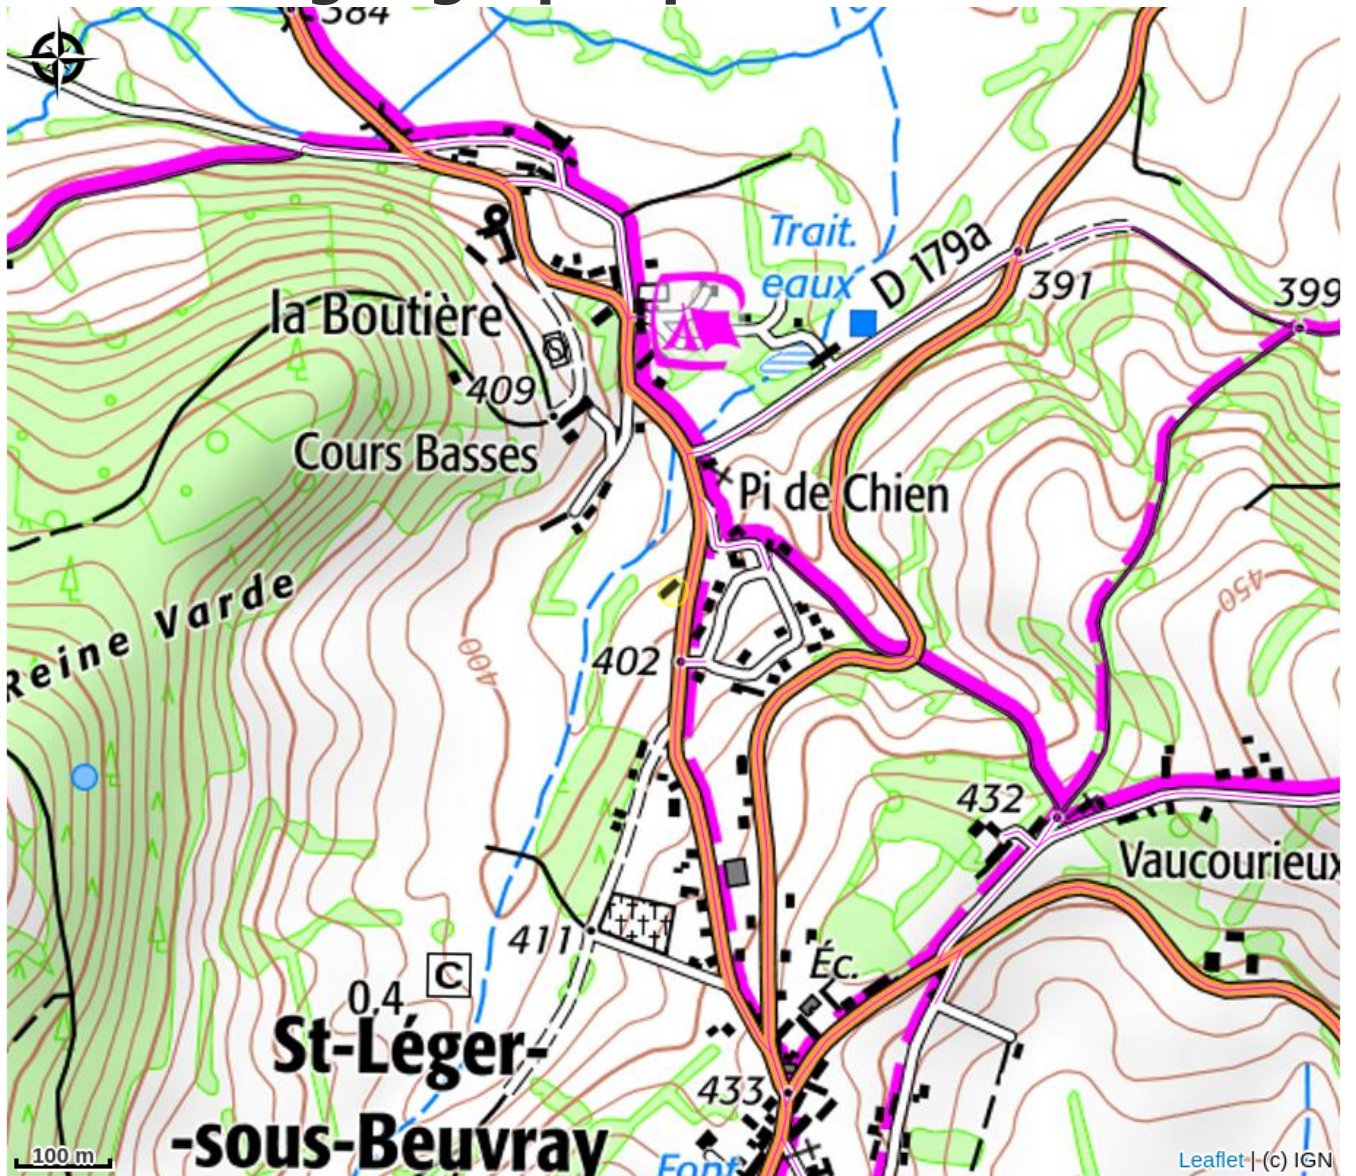 384
Trait.
eaux
D 179a
391
399
la Boutière
S
409
Cours Basses
Pi de Chien
450
Reine Varde
400
402
432
Vaucourieux
411
Éc.
C
0,4
St-Léger-
-sous-Beuvray
433
Font
100 m
Leaflet | (c) IGN